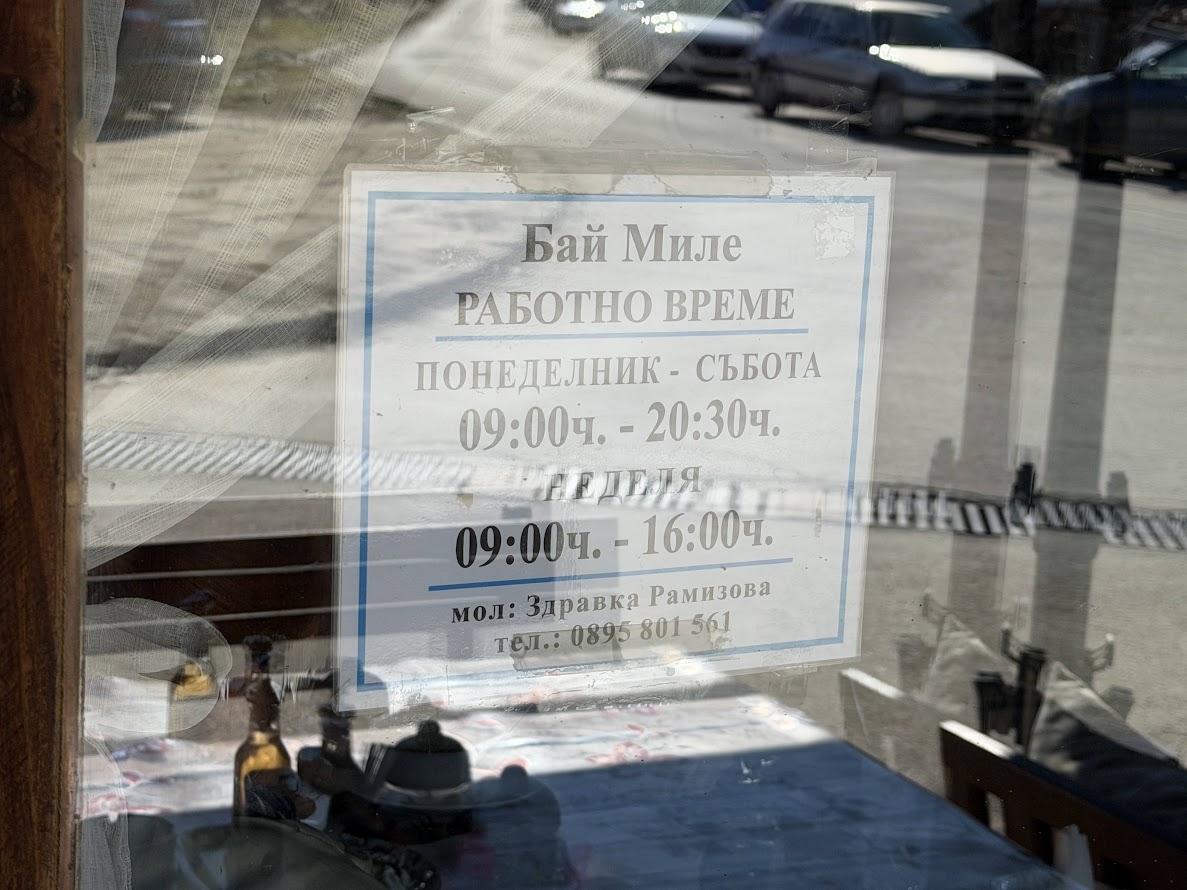 Бай Миле
РАБОТНО ВРЕМЕ
ПОНЕДЕЛНИК - СЪБОТА
09:00ч. - 20:30ч.
НЕДЕЛЯ
09:00ч. - 16:00ч.
мол: Здравка Рамизова
тел.: 0895 801 561